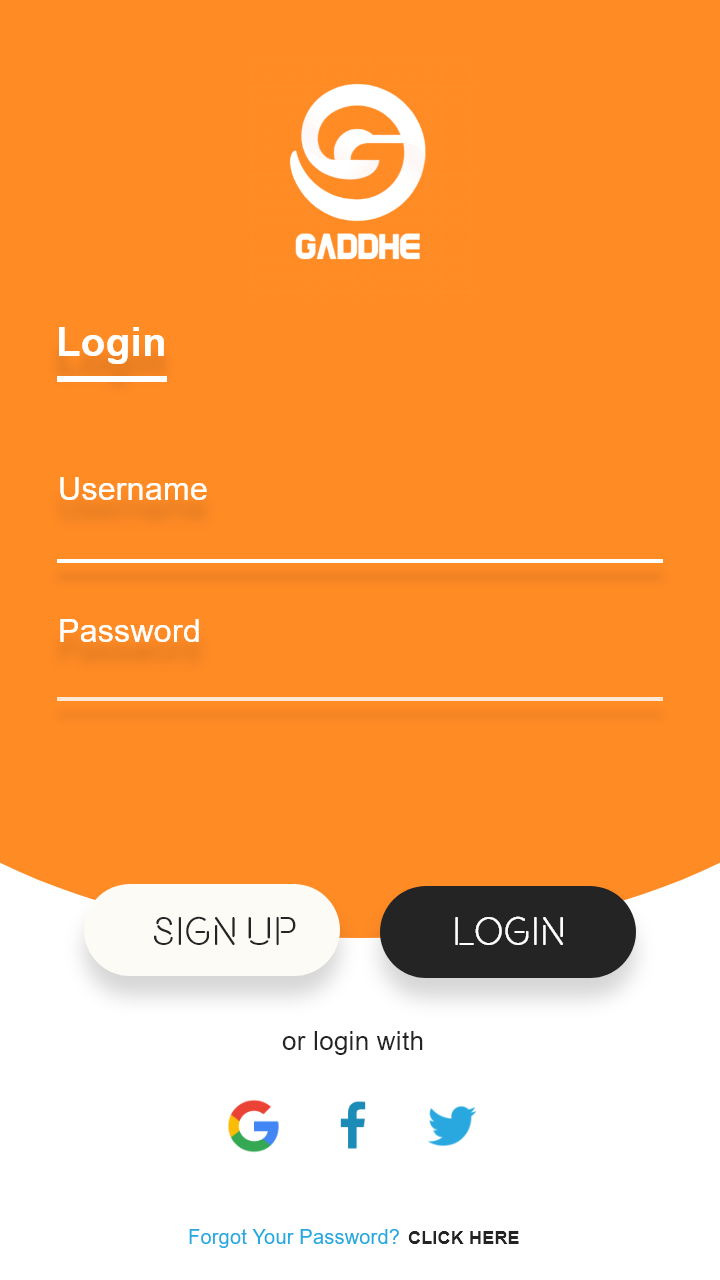 GADDHE
Login
Username
Password
SIGN UP
LOGIN
or login with
Forgot Your Password? CLICK HERE